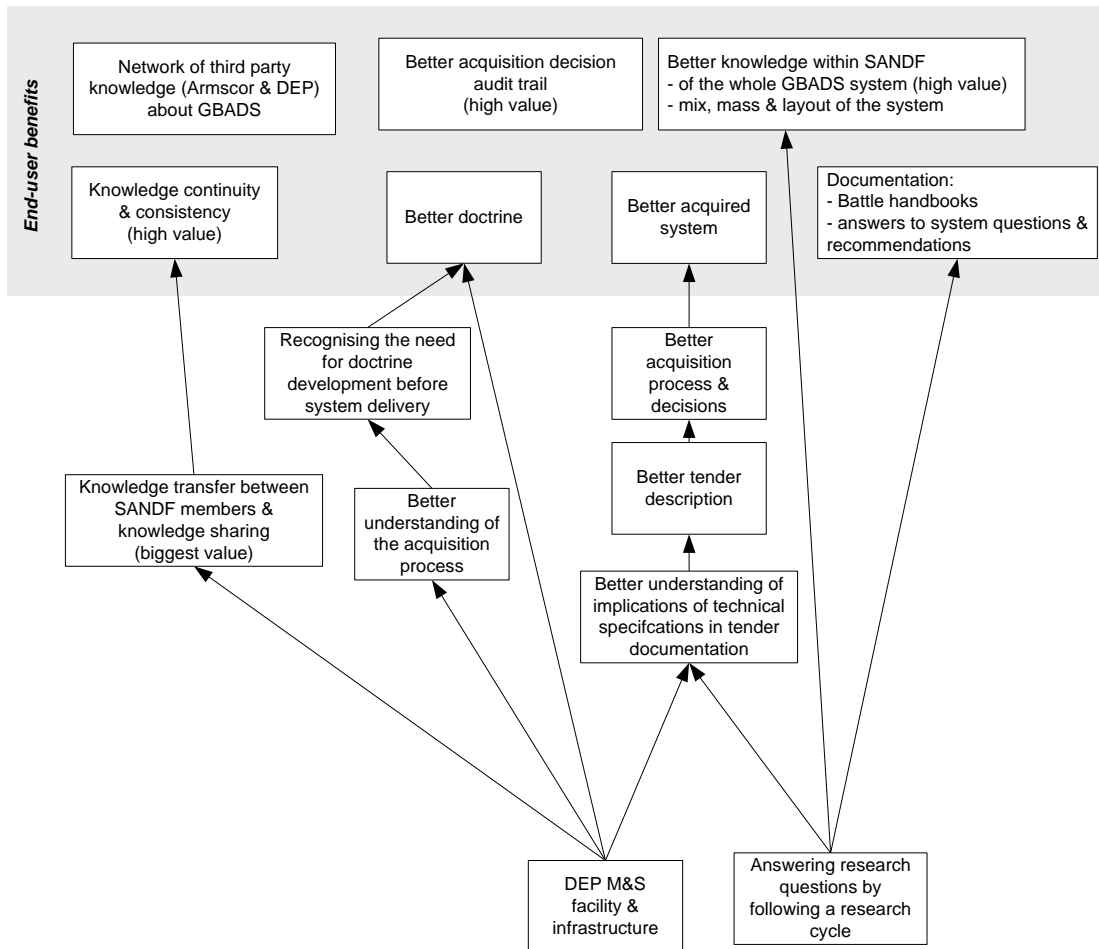 End-user benefits
Network of third party
knowledge (Armscor & DEP)
about GBADS
Better acquisition decision
audit trail
(high value)
Better knowledge within SANDF
- of the whole GBADS system (high value)
- mix, mass & layout of the system
Knowledge continuity
& consistency
(high value)
Better doctrine
Better acquired
system
Documentation:
- Battle handbooks
- answers to system questions &
recommendations
Recognising the need
for doctrine
development before
system delivery
Better
acquisition
process &
decisions
Knowledge transfer between
SANDF members &
knowledge sharing
(biggest value)
Better
understanding of
the acquisition
process
Better tender
description
Better understanding of
implications of technical
specifcations in tender
documentation
DEP M&S
facility &
infrastructure
Answering research
questions by
following a research
cycle